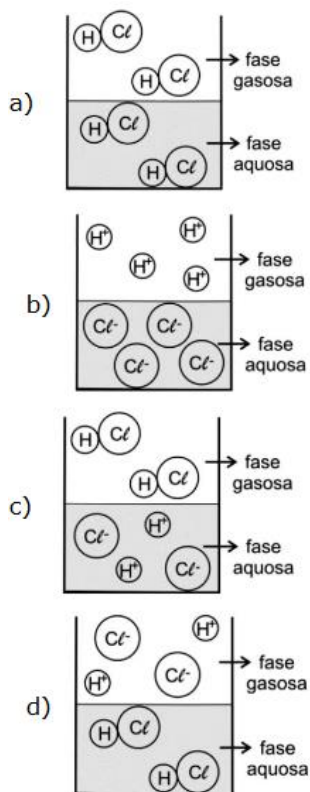 a)
H Cl
H Cl
fase
gasosa
H Cl
H Cl
fase
aquosa
b)
H⁺ H⁺
H⁺ H⁺
fase
gasosa
Cl⁻ Cl⁻
Cl⁻ Cl⁻
fase
aquosa
c)
H Cl
H Cl
fase
gasosa
Cl⁻ H⁺
H⁺ Cl⁻
fase
aquosa
d)
Cl⁻ H⁺
H⁺ Cl⁻
fase
gasosa
H Cl
H Cl
fase
aquosa